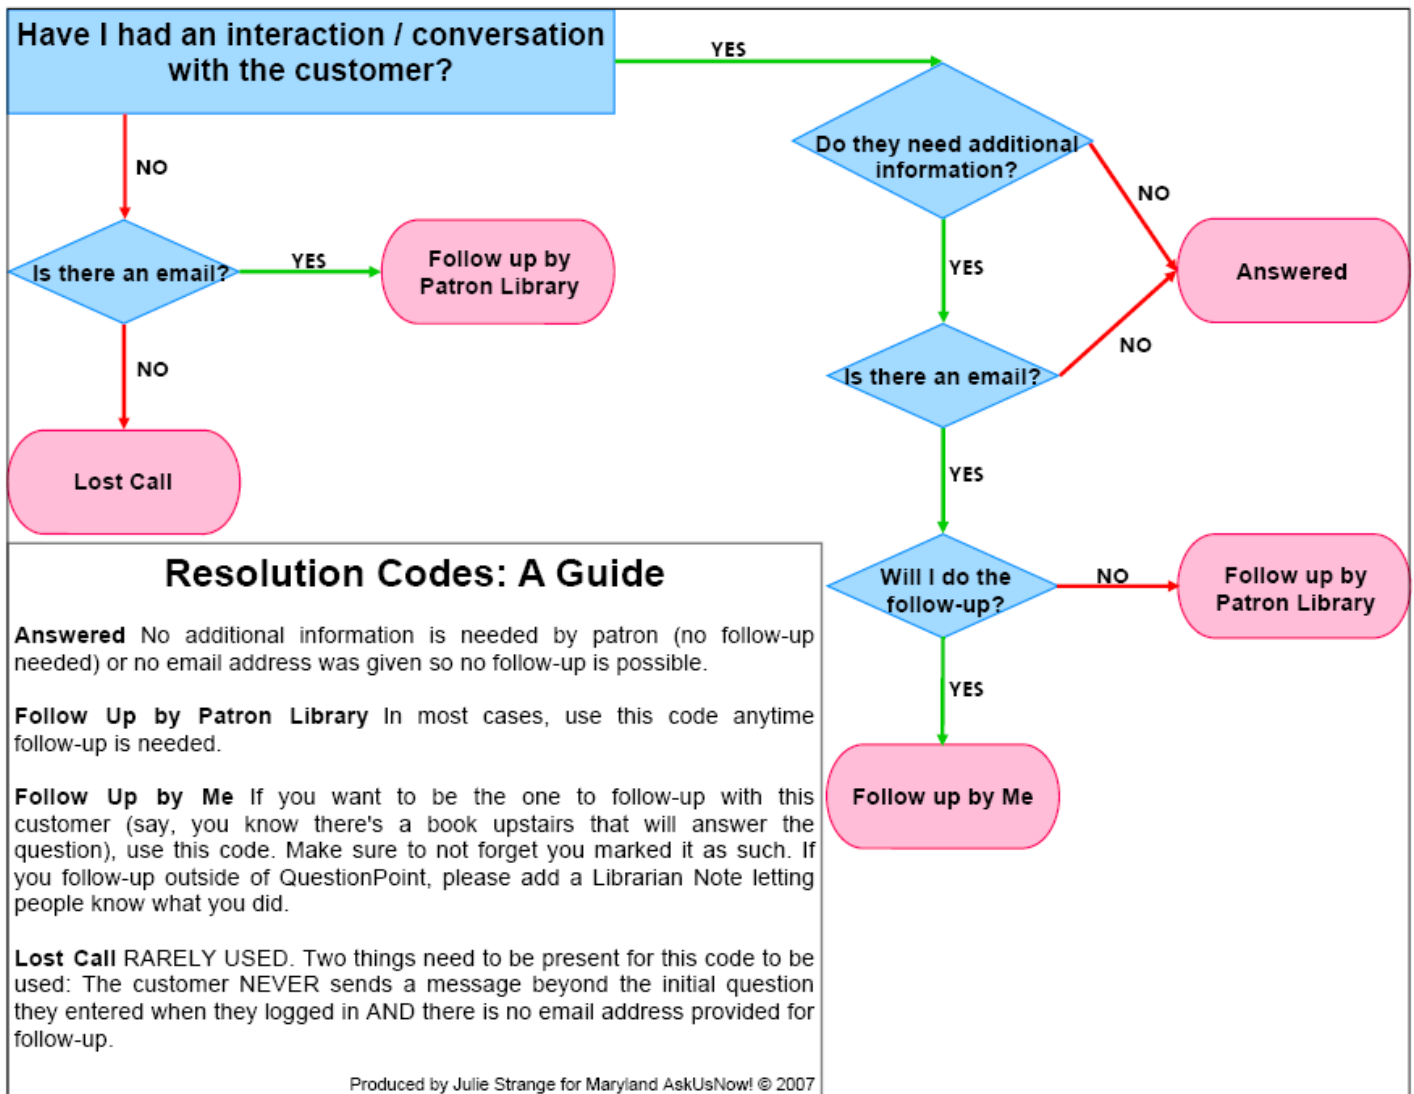 Have I had an interaction / conversation
with the customer?
YES
NO
Is there an email?
YES
Follow up by
Patron Library
NO
Lost Call
Do they need additional
information?
NO
YES
Answered
Is there an email?
NO
YES
Will I do the
follow-up?
NO
Follow up by
Patron Library
YES
Follow up by Me
Resolution Codes: A Guide
Answered No additional information is needed by patron (no follow-up
needed) or no email address was given so no follow-up is possible.
Follow Up by Patron Library In most cases, use this code anytime
follow-up is needed.
Follow Up by Me If you want to be the one to follow-up with this
customer (say, you know there's a book upstairs that will answer the
question), use this code. Make sure to not forget you marked it as such. If
you follow-up outside of QuestionPoint, please add a Librarian Note letting
people know what you did.
Lost Call RARELY USED. Two things need to be present for this code to be
used: The customer NEVER sends a message beyond the initial question
they entered when they logged in AND there is no email address provided for
follow-up.
Produced by Julie Strange for Maryland AskUsNow! © 2007